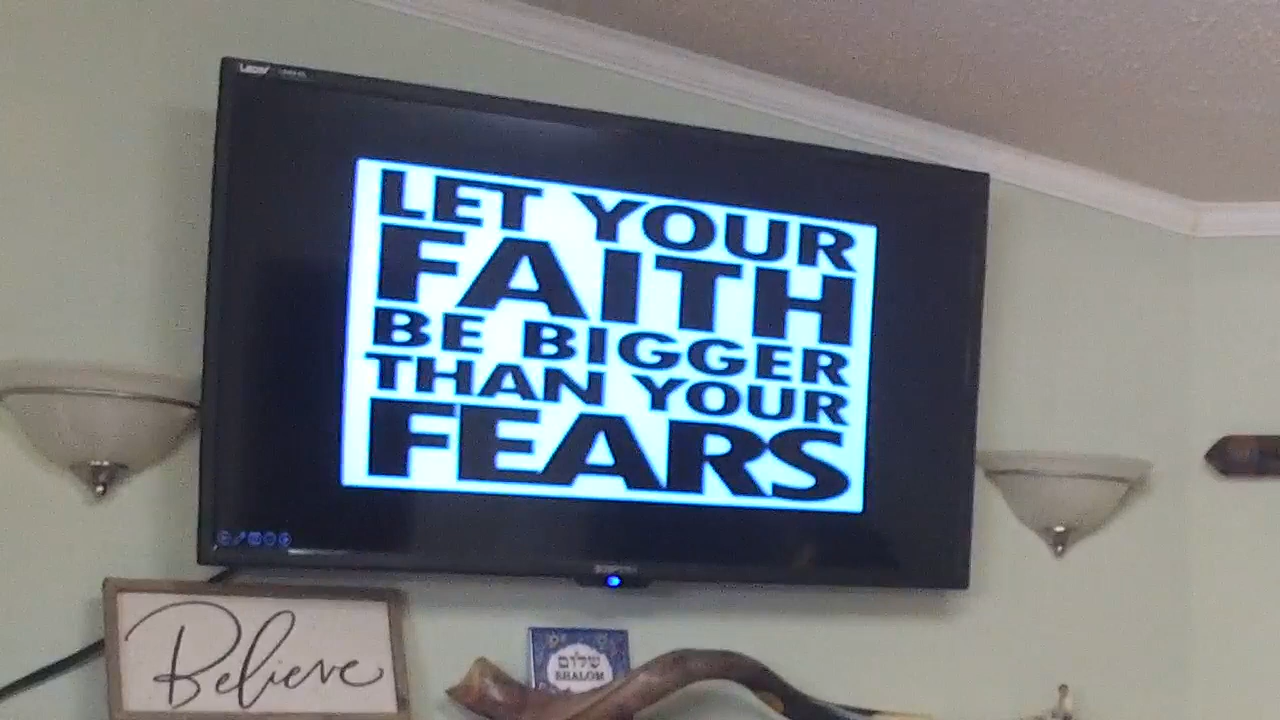 LET YOUR
FAITH
BE BIGGER
THAN YOUR
FEARS
Believe
שלום
SHALOM